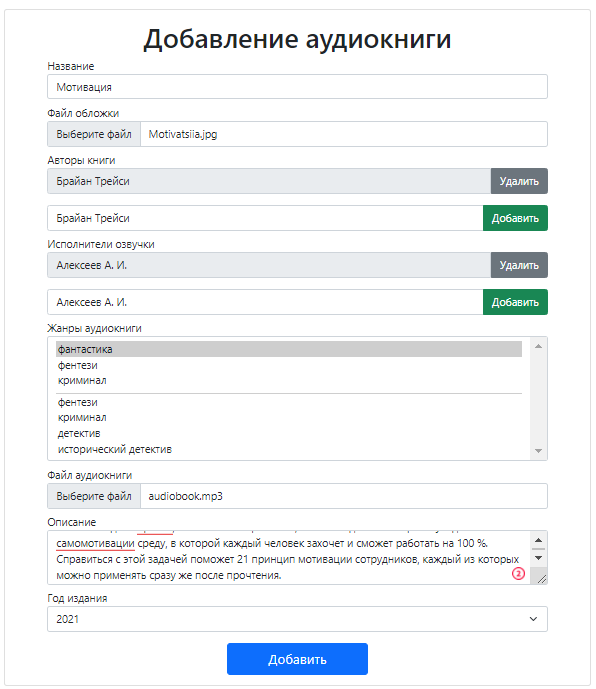 Добавление аудиокниги
Название
Мотивация
Файл обложки
Выберите файл Motivatsiia.jpg
Авторы книги
Брайан Трейси Удалить
Брайан Трейси Добавить
Исполнители озвучки
Алексеев А. И. Удалить
Алексеев А. И. Добавить
Жанры аудиокниги
фантастика
фентези
криминал
фентези
криминал
детектив
исторический детектив
Файл аудиокниги
Выберите файл audiobook.mp3
Описание
самомотивации среду, в которой каждый человек захочет и сможет работать на 100 %.
Справиться с этой задачей поможет 21 принцип мотивации сотрудников, каждый из которых
можно применять сразу же после прочтения.
2
Год издания
2021
Добавить